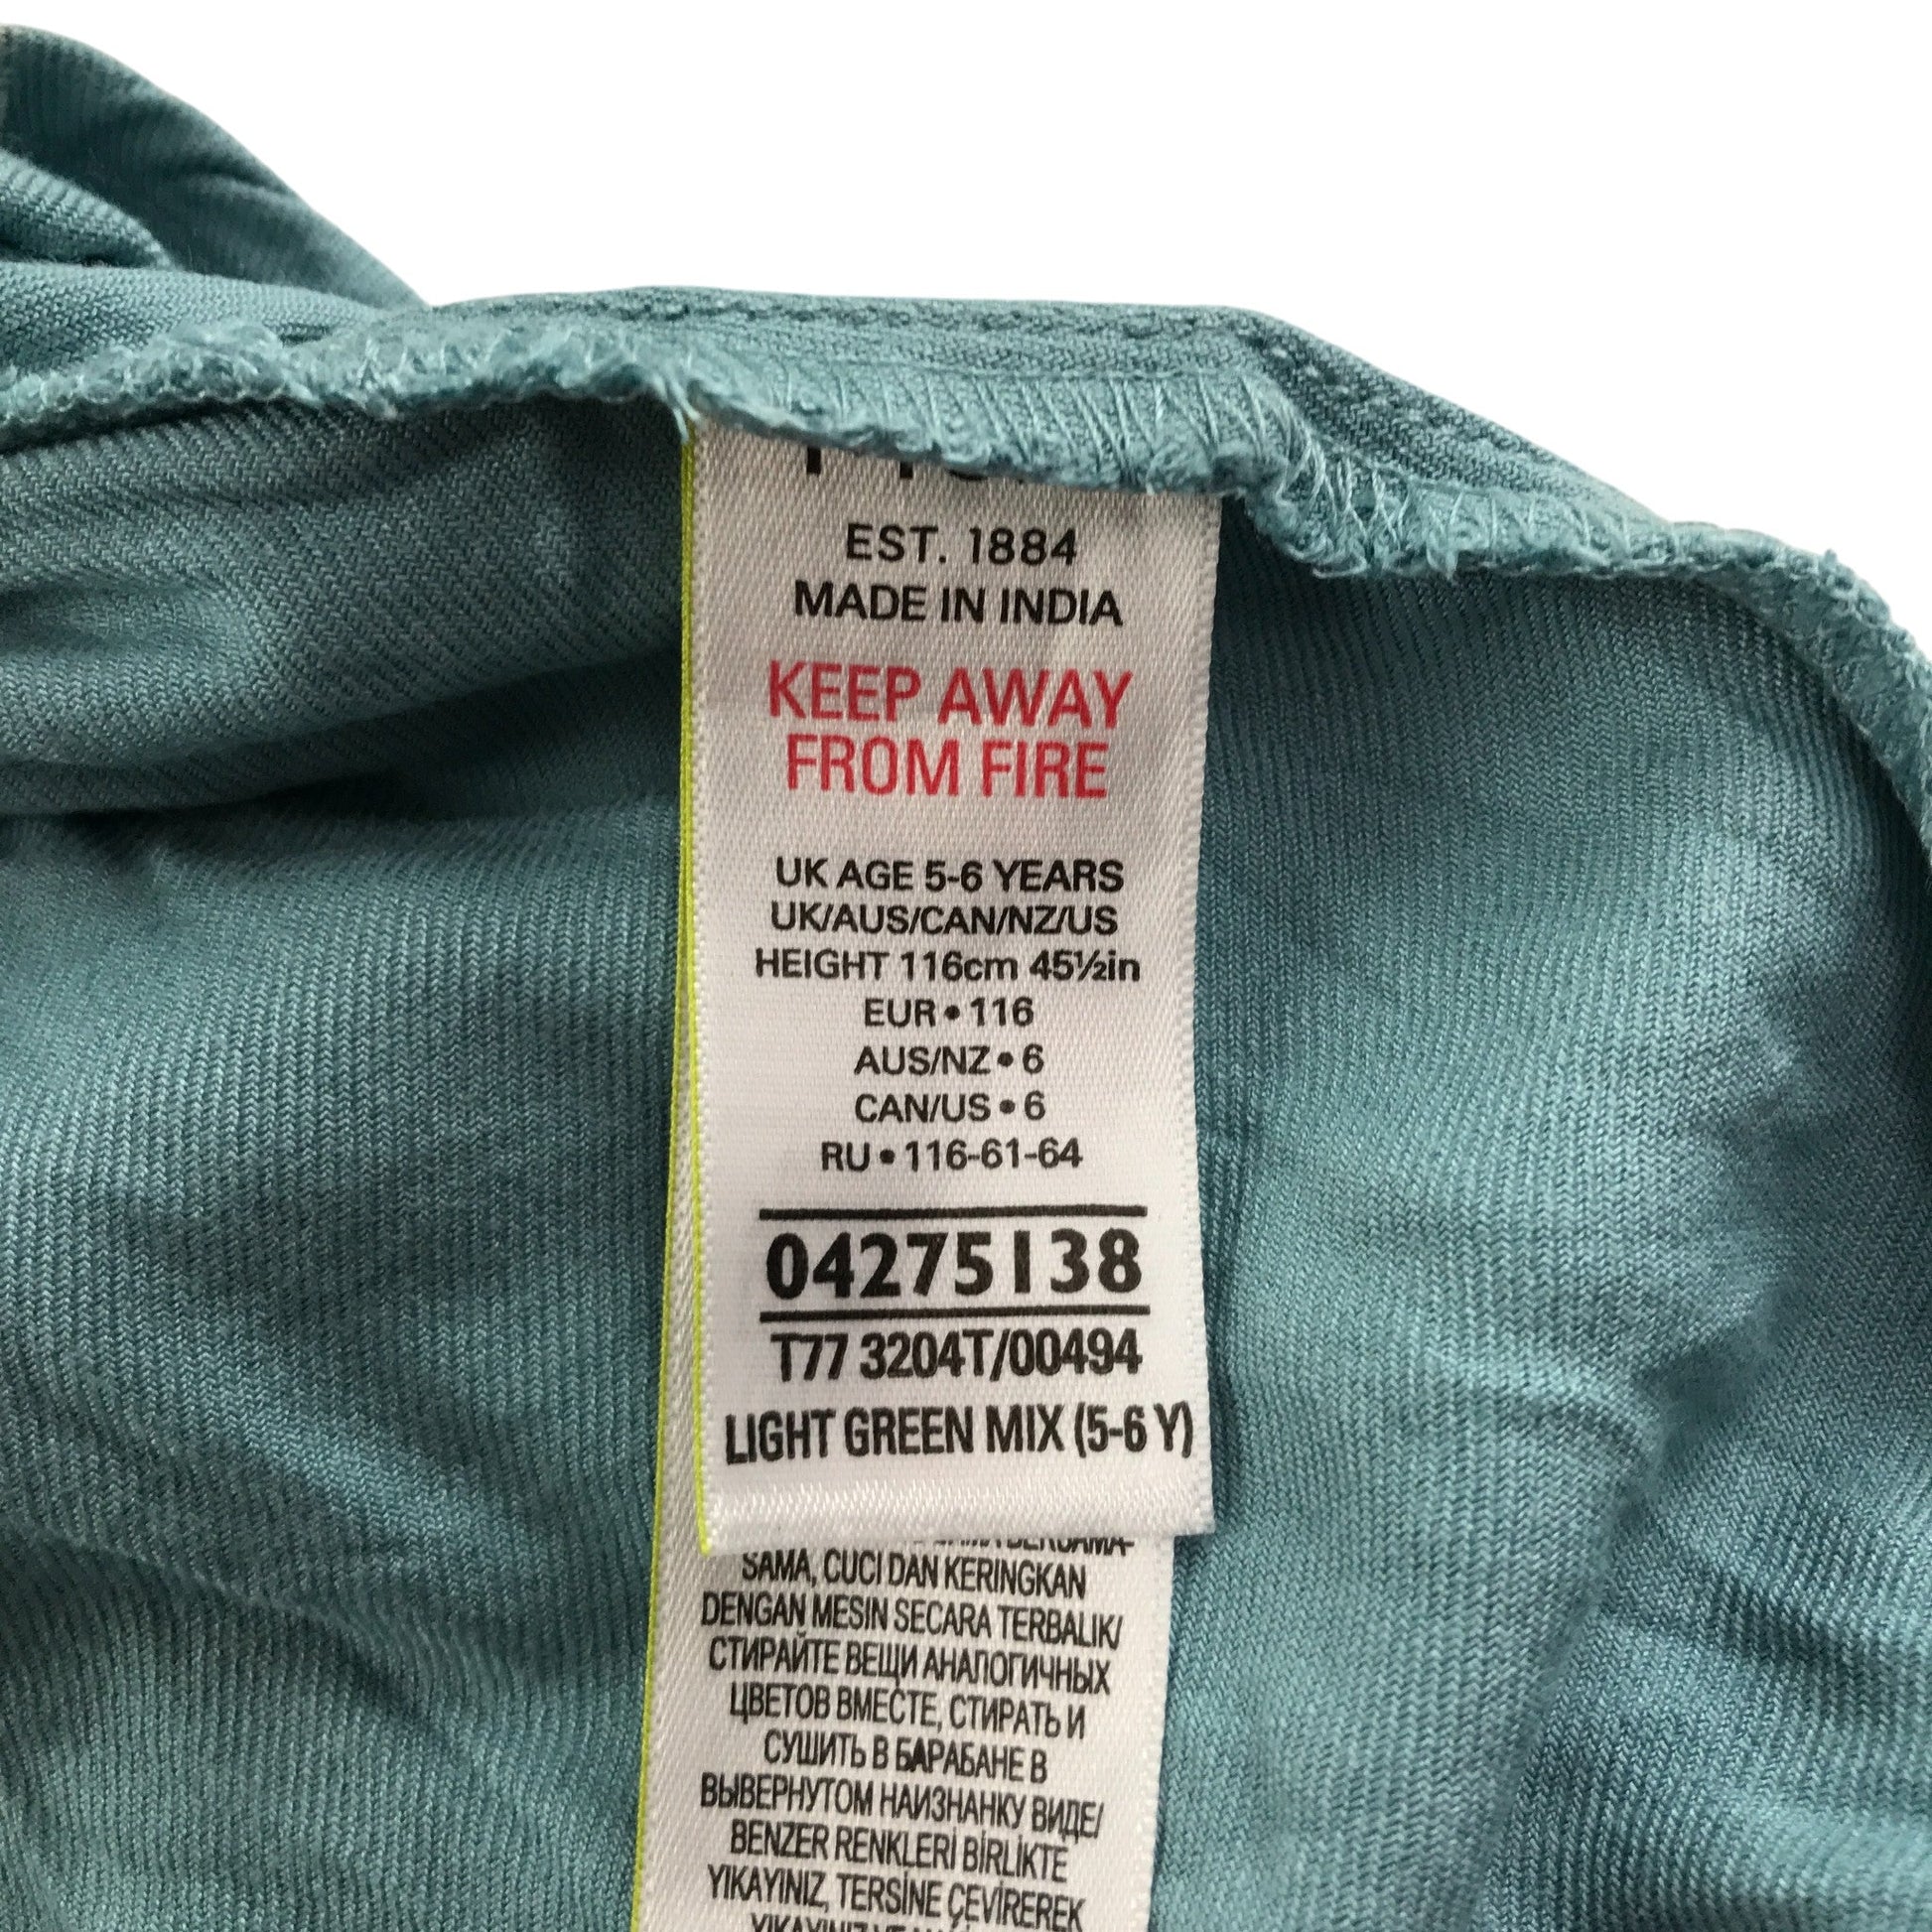 EST. 1884
MADE IN INDIA
KEEP AWAY
FROM FIRE
UK AGE 5-6 YEARS
UK/AUS/CAN/NZ/US
HEIGHT 116cm 45½in
EUR • 116
AUS/NZ • 6
CAN/US • 6
RU • 116-61-64
04275138
T77 3204T/00494
LIGHT GREEN MIX (5-6 Y)
SAMA, CUCI DAN KERINGKAN
DENGAN MESIN SECARA TERBALIK/
СТИРАЙТЕ ВЕЩИ АНАЛОГИЧНЫХ
ЦВЕТОВ ВМЕСТЕ, СТИРАТЬ И
СУШИТЬ В БАРАБАНЕ В
ВЫВЕРНУТОМ НАИЗНАНКУ ВИДЕ/
BENZER RENKLERİ BİRLİKTE
YIKAYINIZ, TERSİNE ÇEVİREREK